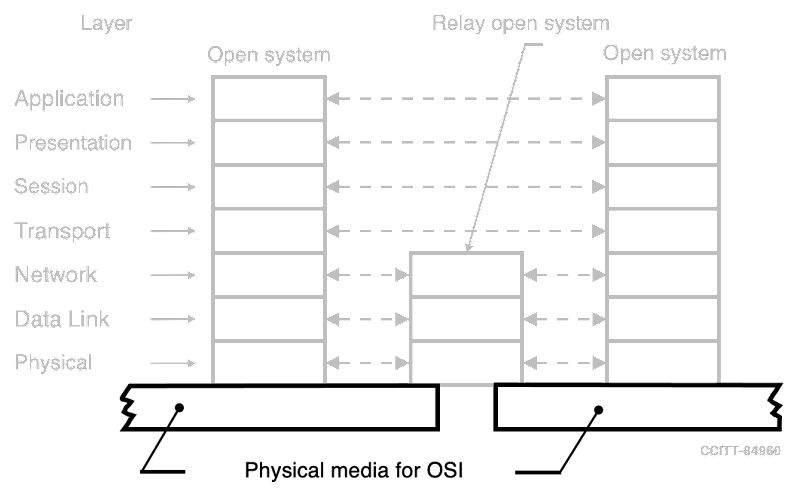 Layer
Relay open system
Open system
Open system
Application
Presentation
Session
Transport
Network
Data Link
Physical
CCITT-84960
Physical media for OSI